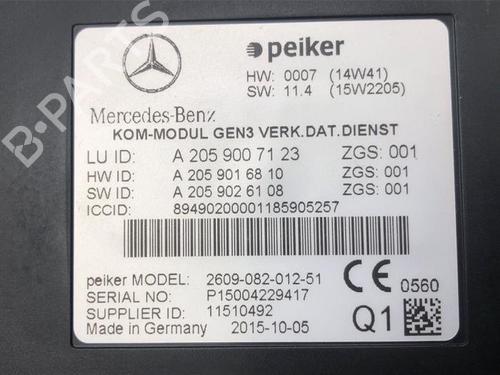 peiker
HW: 0007 (14W41)
SW: 11.4 (15W2205)
Mercedes-Benz
KOM-MODUL GEN3 VERK.DAT.DIENST
LU ID: A 205 900 71 23 ZGS: 001
HW ID: A 205 901 68 10 ZGS: 001
SW ID: A 205 902 61 08 ZGS: 001
ICCID: 89490200001185905257
peiker MODEL: 2609-082-012-51
SERIAL NO: P15004229417
SUPPLIER ID: 11510492
Made in Germany 2015-10-05
CE 0560
Q1
B-PARTS